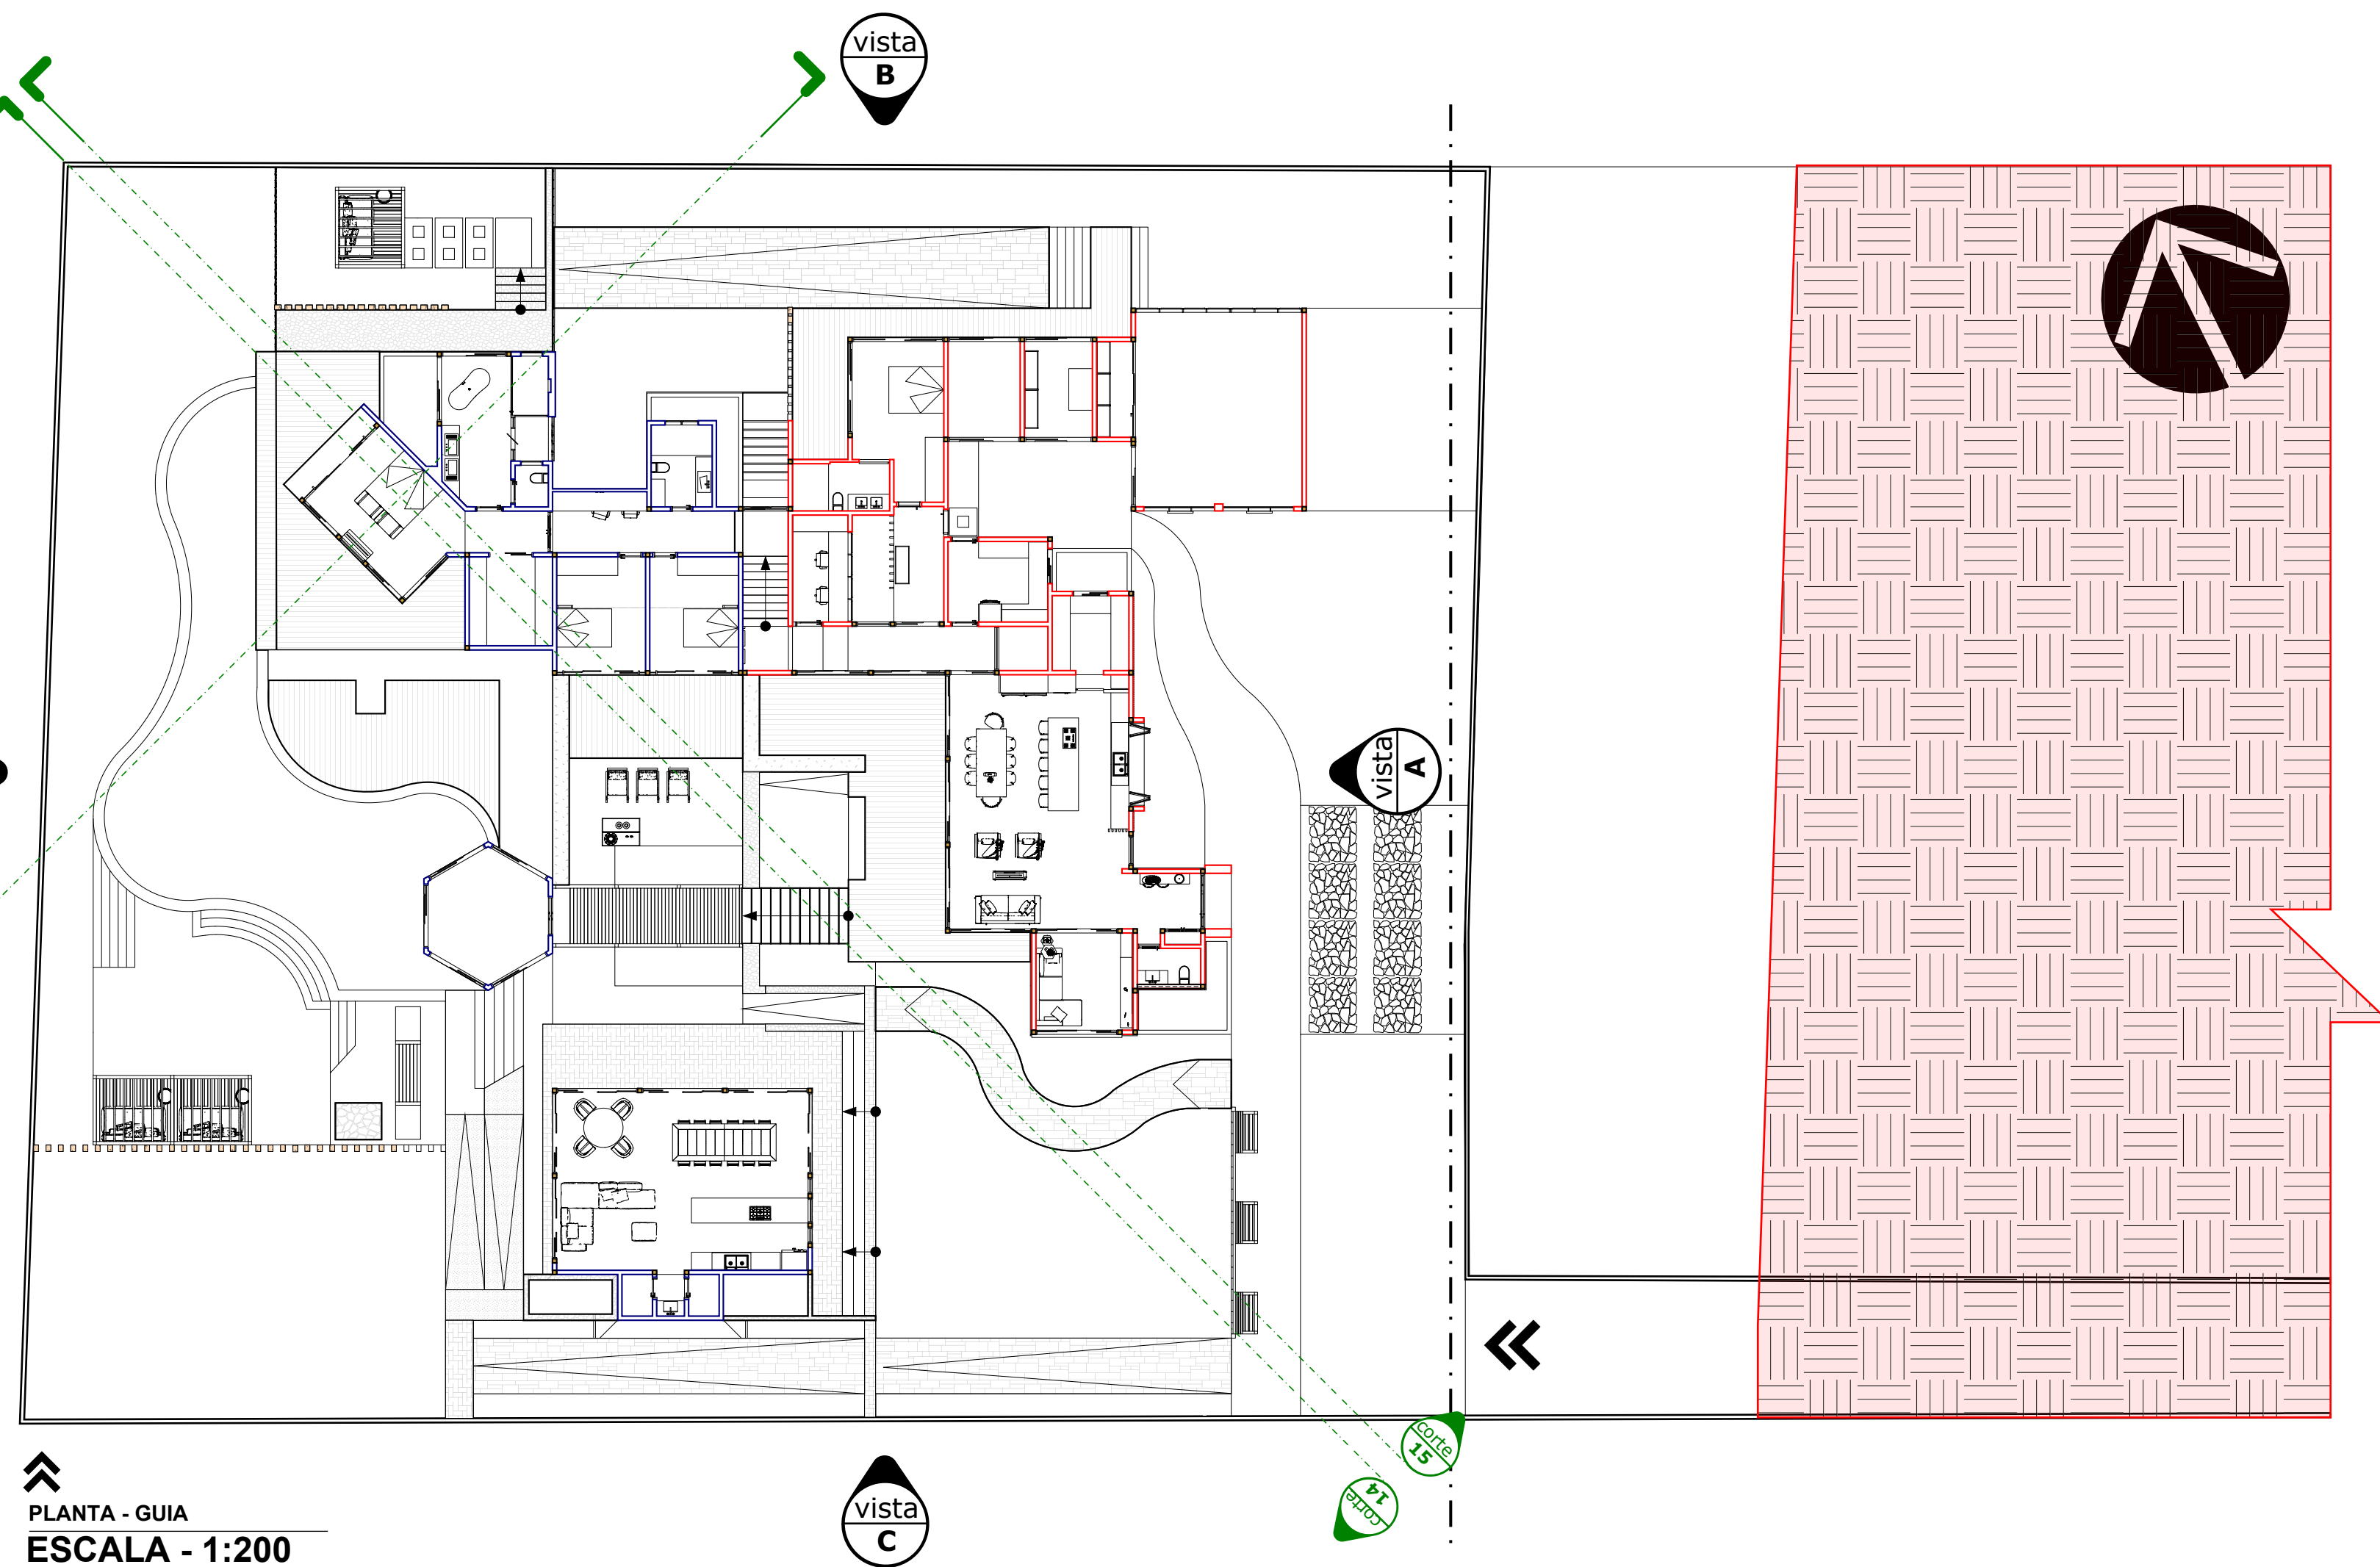 vista
B
vista
A
corte
15
corte
14
vista
C
PLANTA - GUIA
ESCALA - 1:200